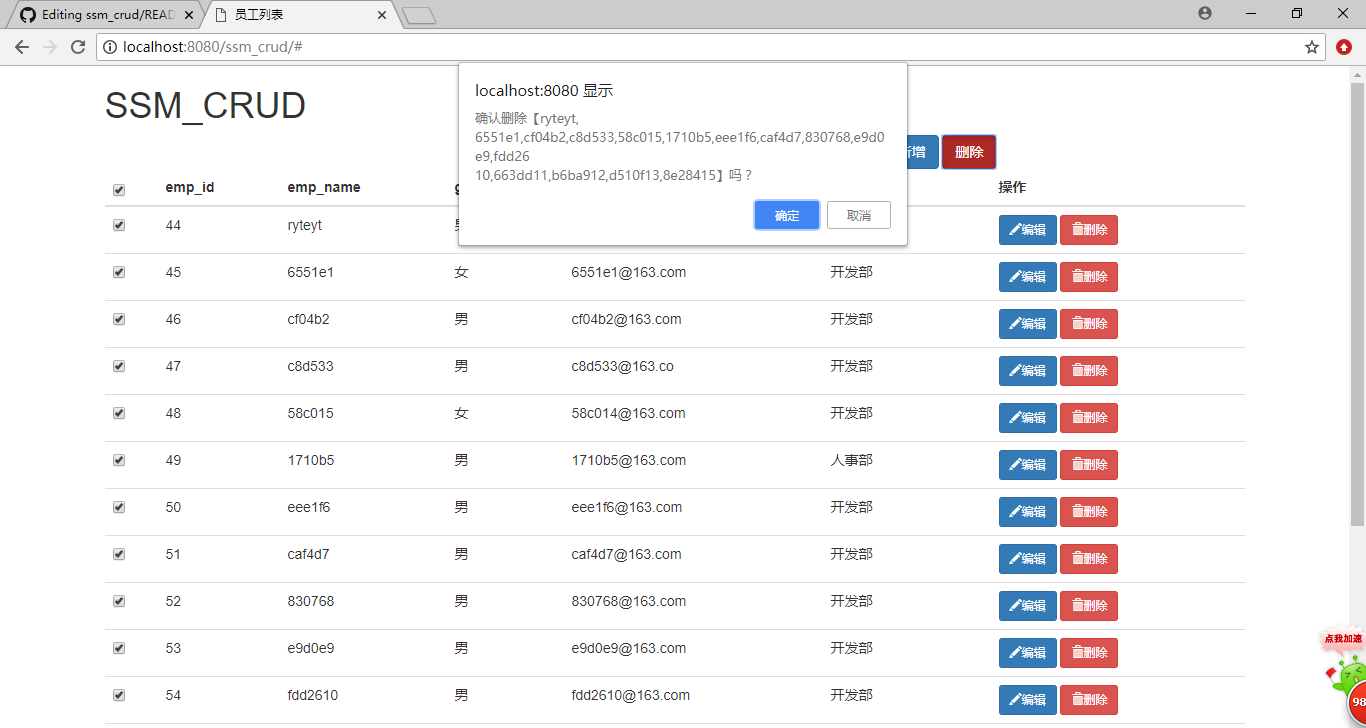 Editing ssm_crud/READ
员工列表
localhost:8080/ssm_crud/#
SSM_CRUD
localhost:8080 显示
确认删除【ryteyt,
6551e1,cf04b2,c8d533,58c015,1710b5,eee1f6,caf4d7,830768,e9d0
e9,fdd26
10,663dd11,b6ba912,d510f13,8e28415】吗？
确定 取消
增 删除
emp_id emp_name 操作
44 ryteyt 编辑 删除
45 6551e1 女 6551e1@163.com 开发部 编辑 删除
46 cf04b2 男 cf04b2@163.com 开发部 编辑 删除
47 c8d533 男 c8d533@163.co 开发部 编辑 删除
48 58c015 女 58c014@163.com 开发部 编辑 删除
49 1710b5 男 1710b5@163.com 人事部 编辑 删除
50 eee1f6 男 eee1f6@163.com 开发部 编辑 删除
51 caf4d7 男 caf4d7@163.com 开发部 编辑 删除
52 830768 男 830768@163.com 开发部 编辑 删除
53 e9d0e9 男 e9d0e9@163.com 开发部 编辑 删除
54 fdd2610 男 fdd2610@163.com 开发部 编辑 删除
点我加速
98